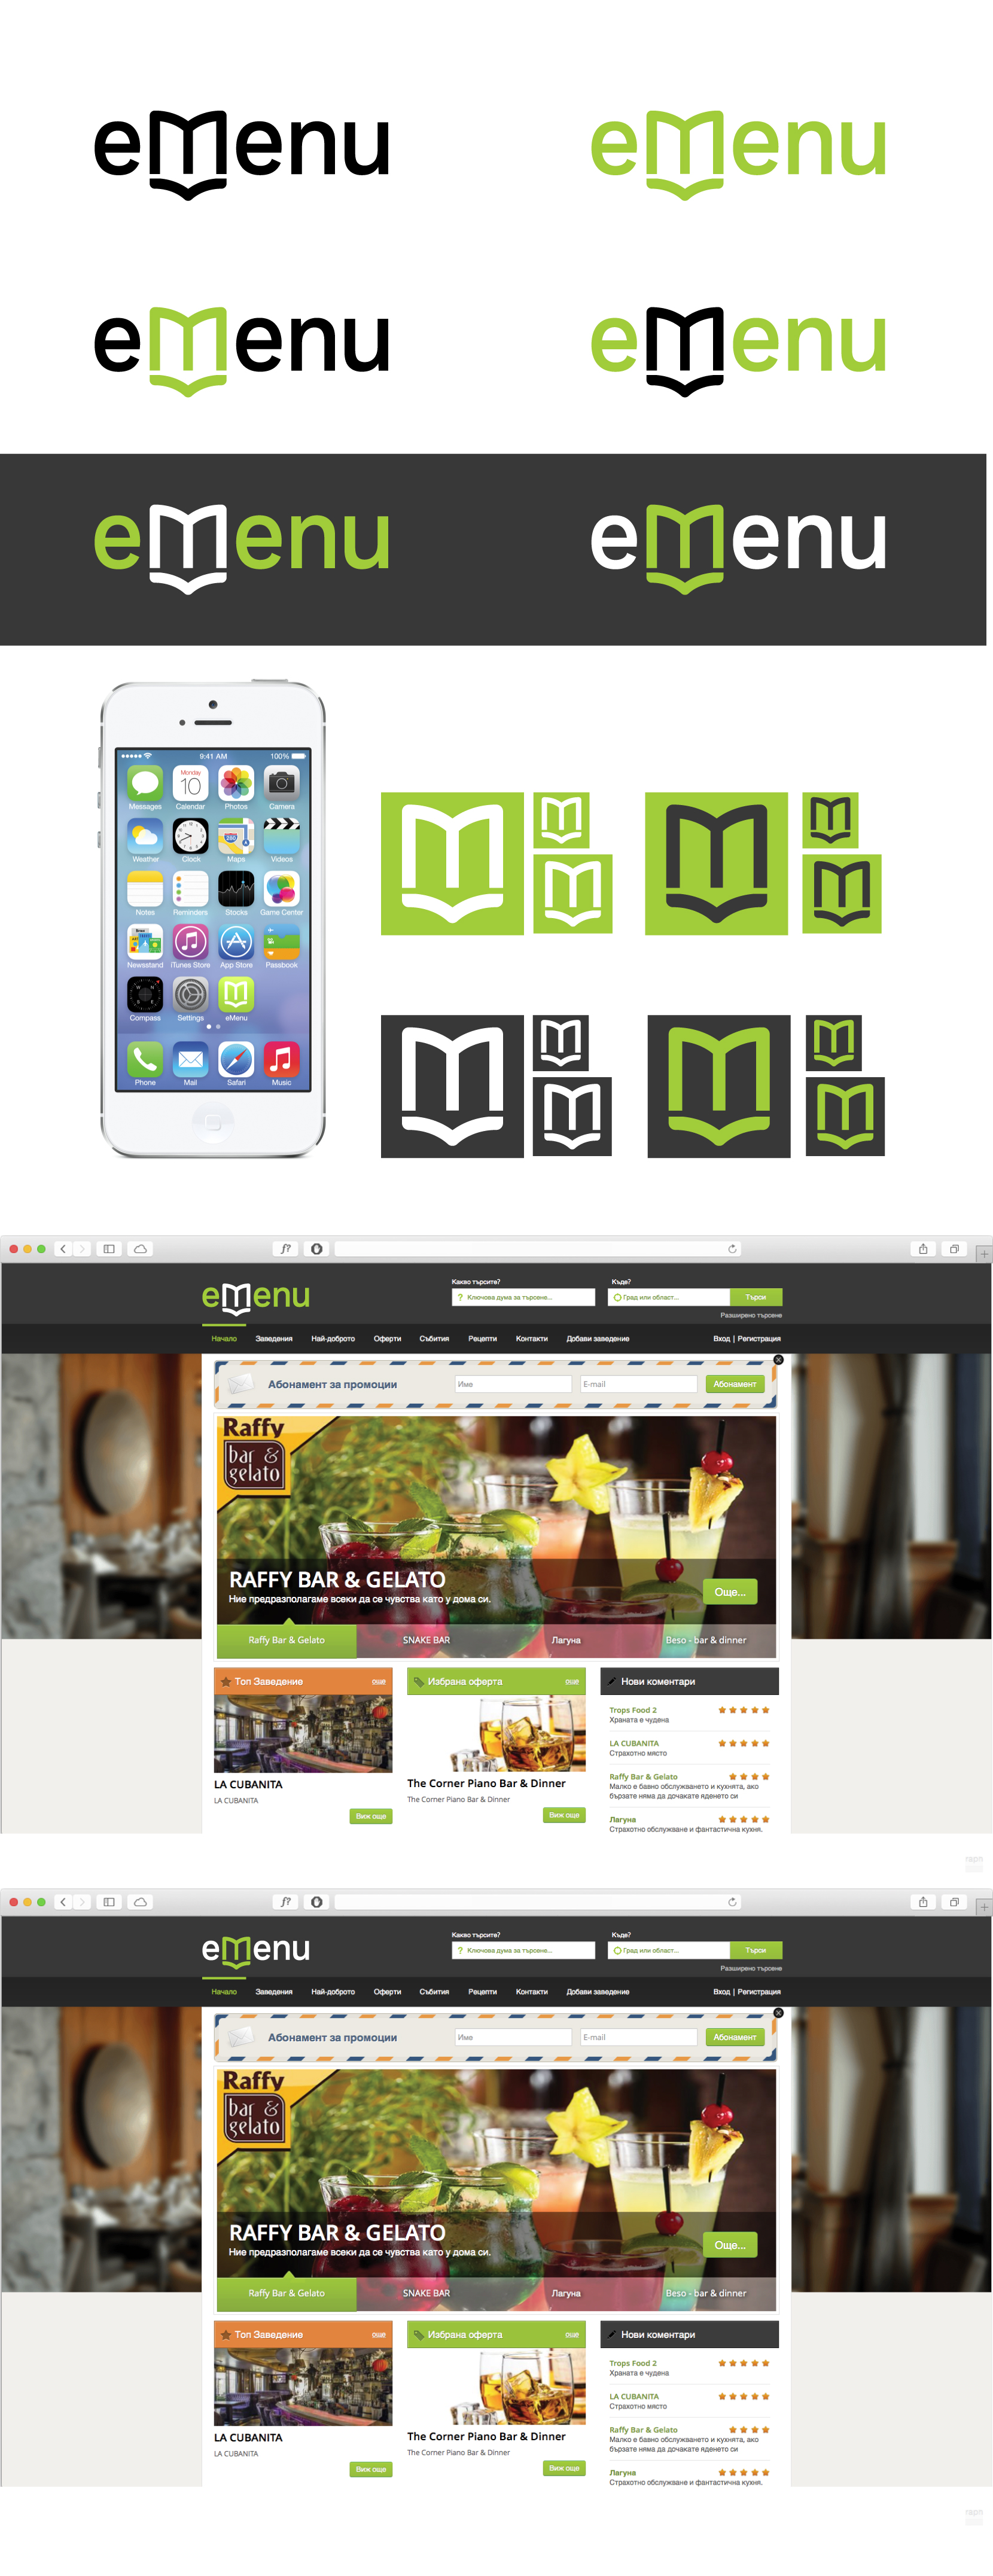 emenu
emenu
emenu
emenu
emenu
emenu
9:41 AM
100%
Monday
10
Messages
Calendar
Photos
Camera
280
Weather
Clock
Maps
Videos
Notes
Reminders
Stocks
Game Center
Newsstand
iTunes Store
App Store
Passbook
Compass
Settings
eMenu
Phone
Mail
Safari
Music
f?
emenu
Какво търсите?
Къде?
? Ключова дума за търсене...
Град или област...
Търси
Разширено търсене
Начало
Заведения
Най-доброто
Оферти
Събития
Рецепти
Контакти
Добави заведение
Вход | Регистрация
Абонамент за промоции
Име
E-mail
Абонамент
Raffy
bar &
gelato
RAFFY BAR & GELATO
Ние предразполагаме всеки да се чувства като у дома си.
Още...
Raffy Bar & Gelato
SNAKE BAR
Лагуна
Beso - bar & dinner
Топ Заведение
още
Избрана оферта
още
Нови коментари
LA CUBANITA
LA CUBANITA
Виж още
The Corner Piano Bar & Dinner
The Corner Piano Bar & Dinner
Виж още
Trops Food 2
Храната е чудена
LA CUBANITA
Страхотно място
Raffy Bar & Gelato
Малко е бавно обслужването и кухнята, ако
бързате няма да дочакате яденето си
Лагуна
Страхотно обслужване и фантастична кухня.
f?
emenu
Какво търсите?
Къде?
? Ключова дума за търсене...
Град или област...
Търси
Разширено търсене
Начало
Заведения
Най-доброто
Оферти
Събития
Рецепти
Контакти
Добави заведение
Вход | Регистрация
Абонамент за промоции
Име
E-mail
Абонамент
Raffy
bar &
gelato
RAFFY BAR & GELATO
Ние предразполагаме всеки да се чувства като у дома си.
Още...
Raffy Bar & Gelato
SNAKE BAR
Лагуна
Beso - bar & dinner
Топ Заведение
още
Избрана оферта
още
Нови коментари
LA CUBANITA
LA CUBANITA
Виж още
The Corner Piano Bar & Dinner
The Corner Piano Bar & Dinner
Виж още
Trops Food 2
Храната е чудена
LA CUBANITA
Страхотно място
Raffy Bar & Gelato
Малко е бавно обслужването и кухнята, ако
бързате няма да дочакате яденето си
Лагуна
Страхотно обслужване и фантастична кухня.